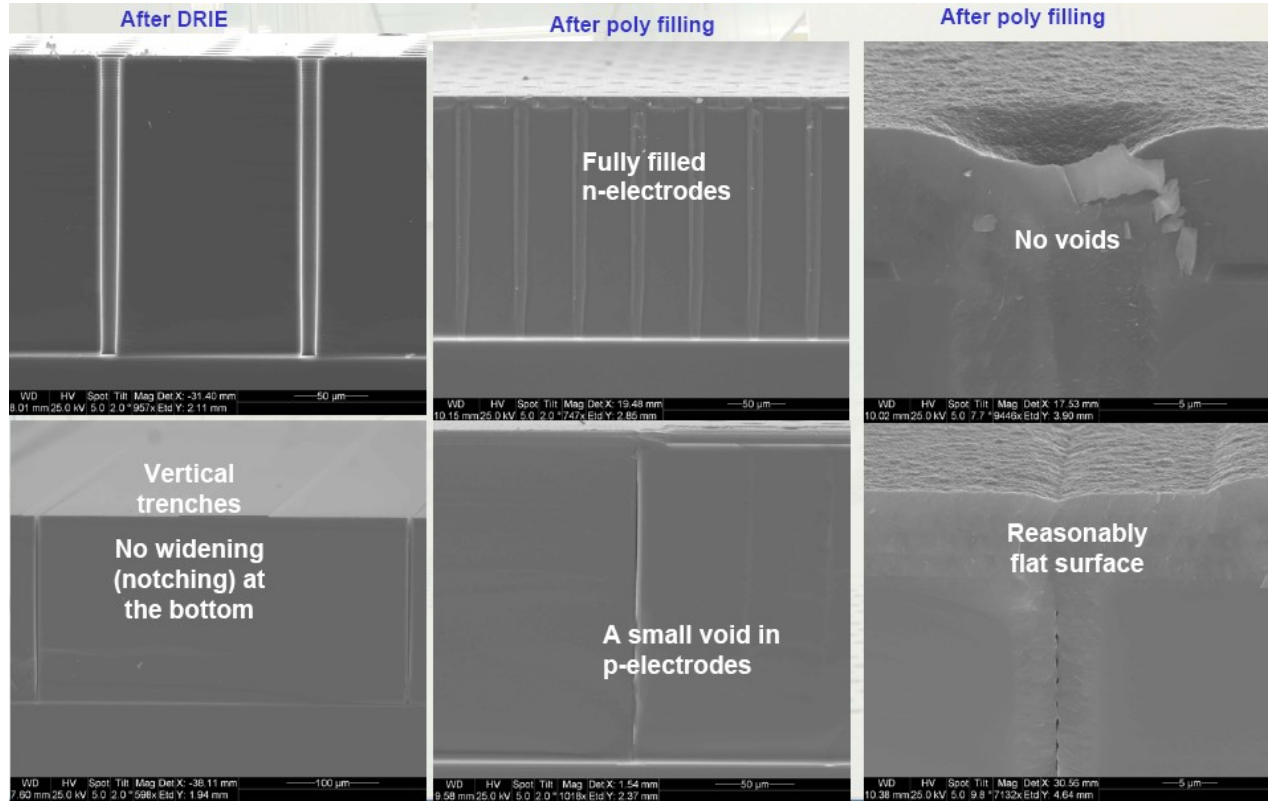 After DRIE
After poly filling
After poly filling
Fully filled
n-electrodes
No voids
WD HV Spot Tilt Mag Det X: -31.40 mm
8.01 mm 25.0 kV 5.0 2.0 ° 957x Etd Y: 2.11 mm
50 µm
WD HV Spot Tilt Mag Det X: 19.48 mm
10.15 mm 25.0 kV 5.0 2.0 ° 747x Etd Y: 2.85 mm
50 µm
WD HV Spot Tilt Mag Det X: 17.53 mm
10.02 mm 25.0 kV 5.0 7.7 ° 9446x Etd Y: 3.90 mm
5 µm
Vertical
trenches
No widening
(notching) at
the bottom
A small void in
p-electrodes
Reasonably
flat surface
WD HV Spot Tilt Mag Det X: -38.11 mm
7.60 mm 25.0 kV 5.0 2.0 ° 598x Etd Y: 1.94 mm
100 µm
WD HV Spot Tilt Mag Det X: 1.54 mm
9.58 mm 25.0 kV 5.0 2.0 ° 1018x Etd Y: 2.37 mm
50 µm
WD HV Spot Tilt Mag Det X: 30.56 mm
10.38 mm 25.0 kV 5.0 9.8 ° 7132x Etd Y: 4.64 mm
5 µm